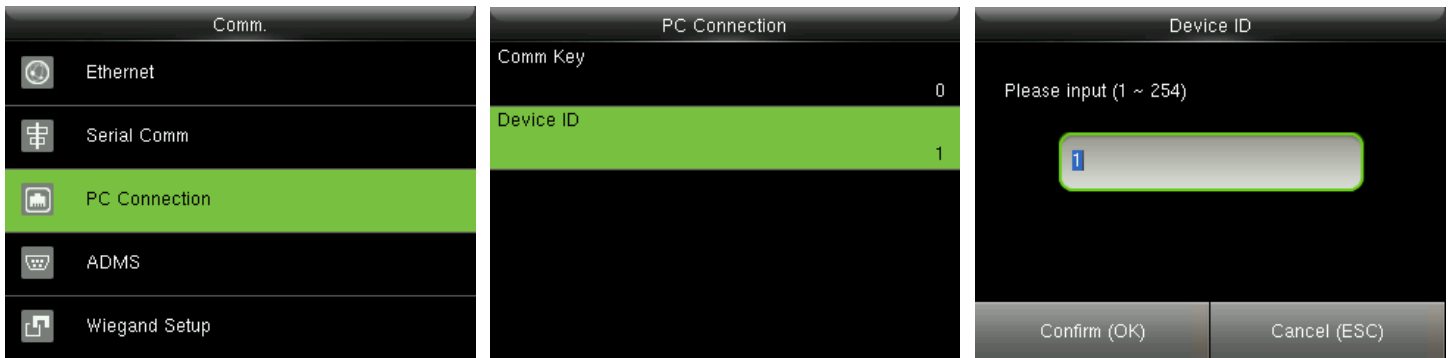 Comm.
Ethernet
Serial Comm
PC Connection
ADMS
Wiegand Setup
PC Connection
Comm Key
0
Device ID
1
Device ID
Please input (1 ~ 254)
1
Confirm (OK)
Cancel (ESC)